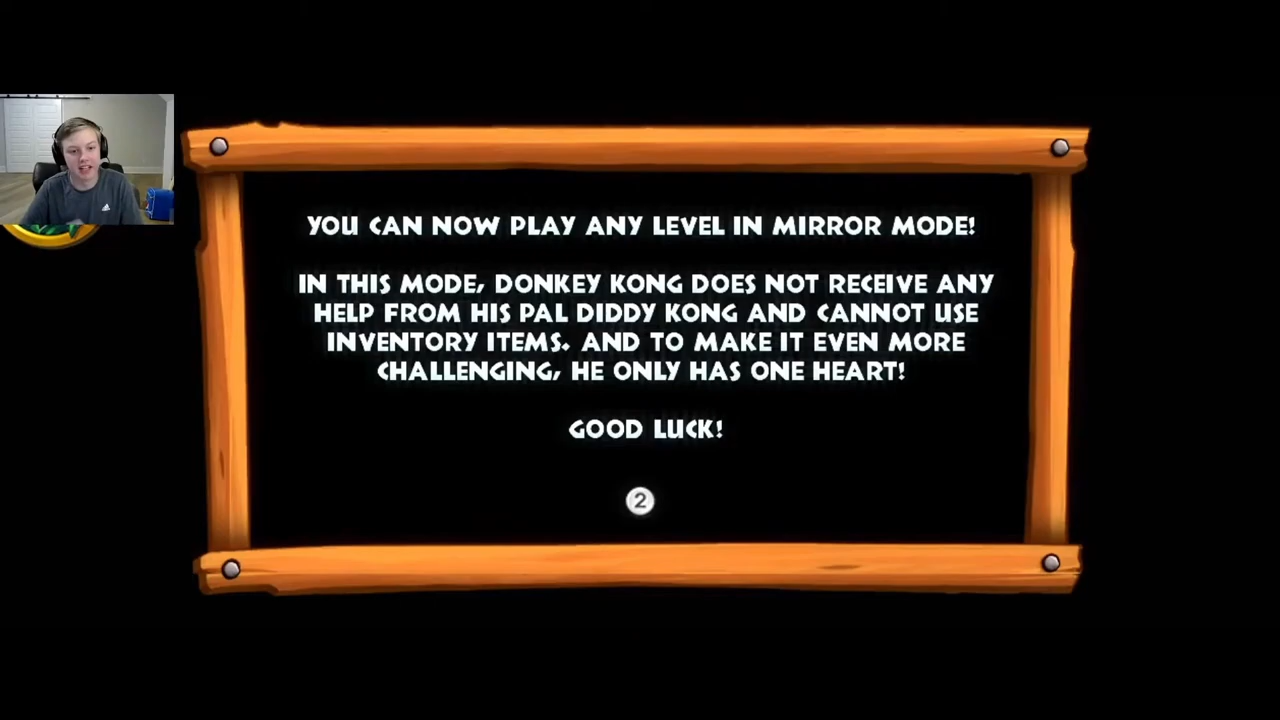 YOU CAN NOW PLAY ANY LEVEL IN MIRROR MODE!
IN THIS MODE, DONKEY KONG DOES NOT RECEIVE ANY
HELP FROM HIS PAL DIDDY KONG AND CANNOT USE
INVENTORY ITEMS. AND TO MAKE IT EVEN MORE
CHALLENGING, HE ONLY HAS ONE HEART!
GOOD LUCK!
2